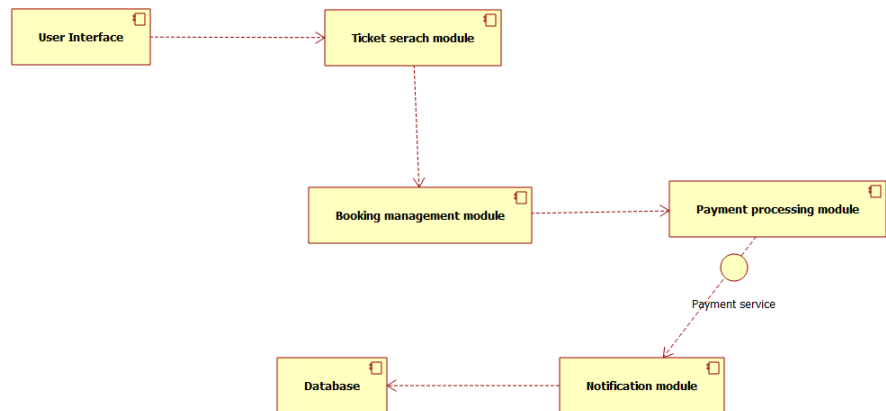 User Interface
Ticket serach module
Booking management module
Payment processing module
Payment service
Database
Notification module